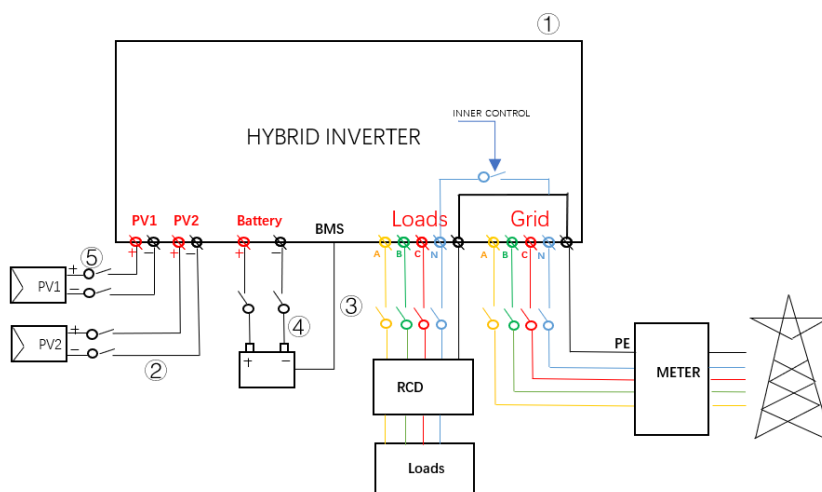 ①
INNER CONTROL
HYBRID INVERTER
PV1 PV2 Battery BMS Loads Grid
+ − + − + −
A B C N A B C N
⑤
+
− PV1
③
④
+
− PV2
②
+ −
PE
RCD
METER
Loads